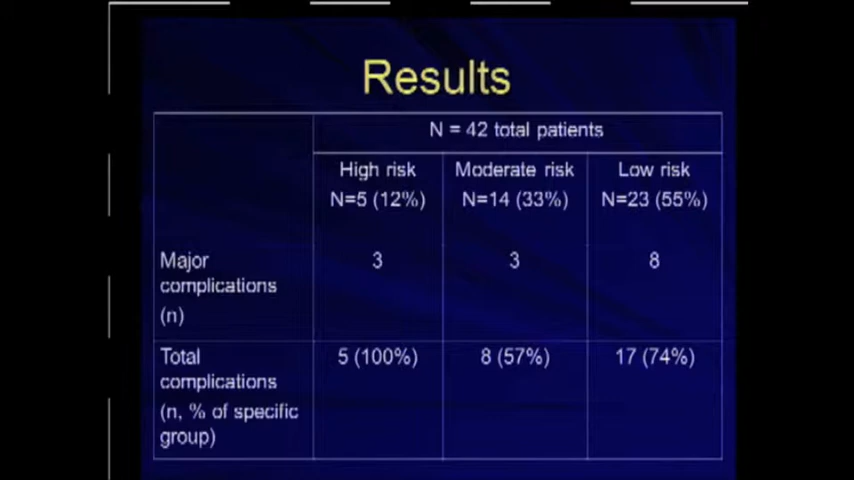 Results
N = 42 total patients
High risk Moderate risk Low risk
N=5 (12%) N=14 (33%) N=23 (55%)
Major 3 3 8
complications
(n)
Total 5 (100%) 8 (57%) 17 (74%)
complications
(n, % of specific
group)